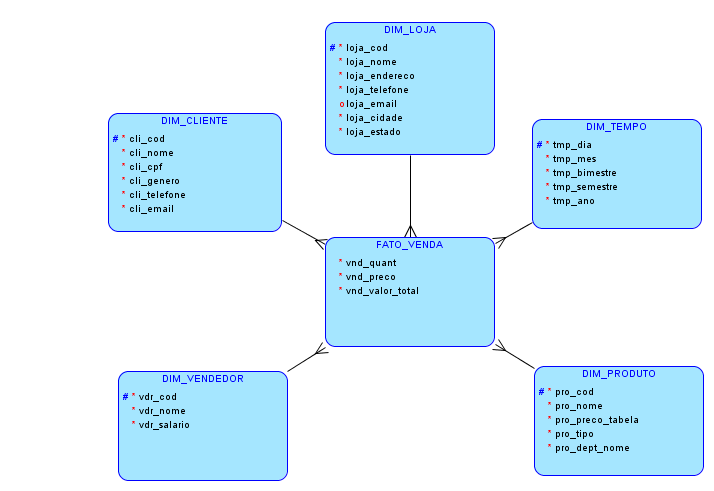 DIM_LOJA
# * loja_cod
* loja_nome
* loja_endereco
* loja_telefone
o loja_email
* loja_cidade
* loja_estado
DIM_CLIENTE
# * cli_cod
* cli_nome
* cli_cpf
* cli_genero
* cli_telefone
* cli_email
DIM_TEMPO
# * tmp_dia
* tmp_mes
* tmp_bimestre
* tmp_semestre
* tmp_ano
FATO_VENDA
* vnd_quant
* vnd_preco
* vnd_valor_total
DIM_VENDEDOR
# * vdr_cod
* vdr_nome
* vdr_salario
DIM_PRODUTO
# * pro_cod
* pro_nome
* pro_preco_tabela
* pro_tipo
* pro_dept_nome